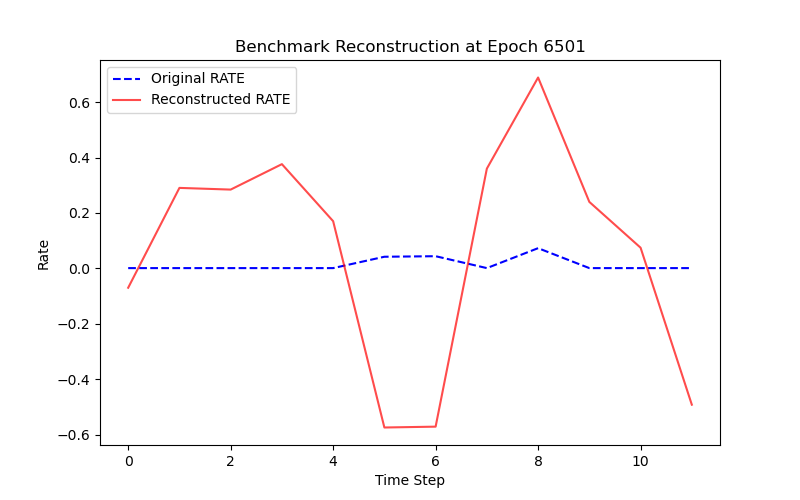 Benchmark Reconstruction at Epoch 6501
Original RATE
Reconstructed RATE
Rate
0.6
0.4
0.2
0.0
−0.2
−0.4
−0.6
0 2 4 6 8 10
Time Step